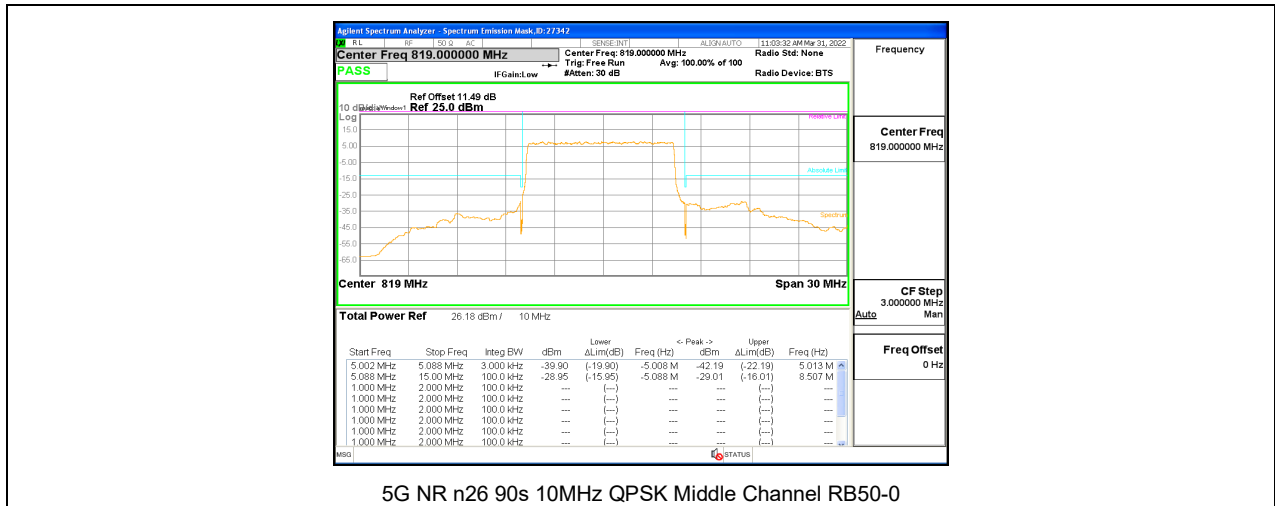 Agilent Spectrum Analyzer - Spectrum Emission Mask,ID:27342
RL RF 50 Ω AC SENSE:INT ALIGNAUTO 11:03:32 AM Mar 31, 2022
Center Freq 819.000000 MHz
Center Freq: 819.000000 MHz Radio Std: None
Trig: Free Run Avg: 100.00% of 100
PASS IFGain:Low #Atten: 30 dB Radio Device: BTS
Frequency
Ref Offset 11.49 dB
Ref 25.0 dBm
Log
Relative Limit
15.0
5.00
-5.00
Absolute Limit
-15.0
-25.0
-35.0
Spectrum
-45.0
-55.0
-65.0
Center 819 MHz Span 30 MHz
Center Freq
819.000000 MHz
CF Step
3.000000 MHz
Auto Man
Freq Offset
0 Hz
Total Power Ref 26.18 dBm / 10 MHz
Lower <- Peak -> Upper
Start Freq Stop Freq Integ BW dBm ΔLim(dB) Freq (Hz) dBm ΔLim(dB) Freq (Hz)
5.002 MHz 5.088 MHz 3.000 kHz -39.90 (-19.90) -5.008 M -42.19 (-22.19) 5.013 M
5.088 MHz 15.00 MHz 100.0 kHz -28.95 (-15.95) -5.088 M -29.01 (-16.01) 8.507 M
1.000 MHz 2.000 MHz 100.0 kHz --- (---) --- --- (---) ---
1.000 MHz 2.000 MHz 100.0 kHz --- (---) --- --- (---) ---
1.000 MHz 2.000 MHz 100.0 kHz --- (---) --- --- (---) ---
1.000 MHz 2.000 MHz 100.0 kHz --- (---) --- --- (---) ---
1.000 MHz 2.000 MHz 100.0 kHz --- (---) --- --- (---) ---
1.000 MHz 2.000 MHz 100.0 kHz --- (---) --- --- (---) ---
MSG STATUS
5G NR n26 90s 10MHz QPSK Middle Channel RB50-0